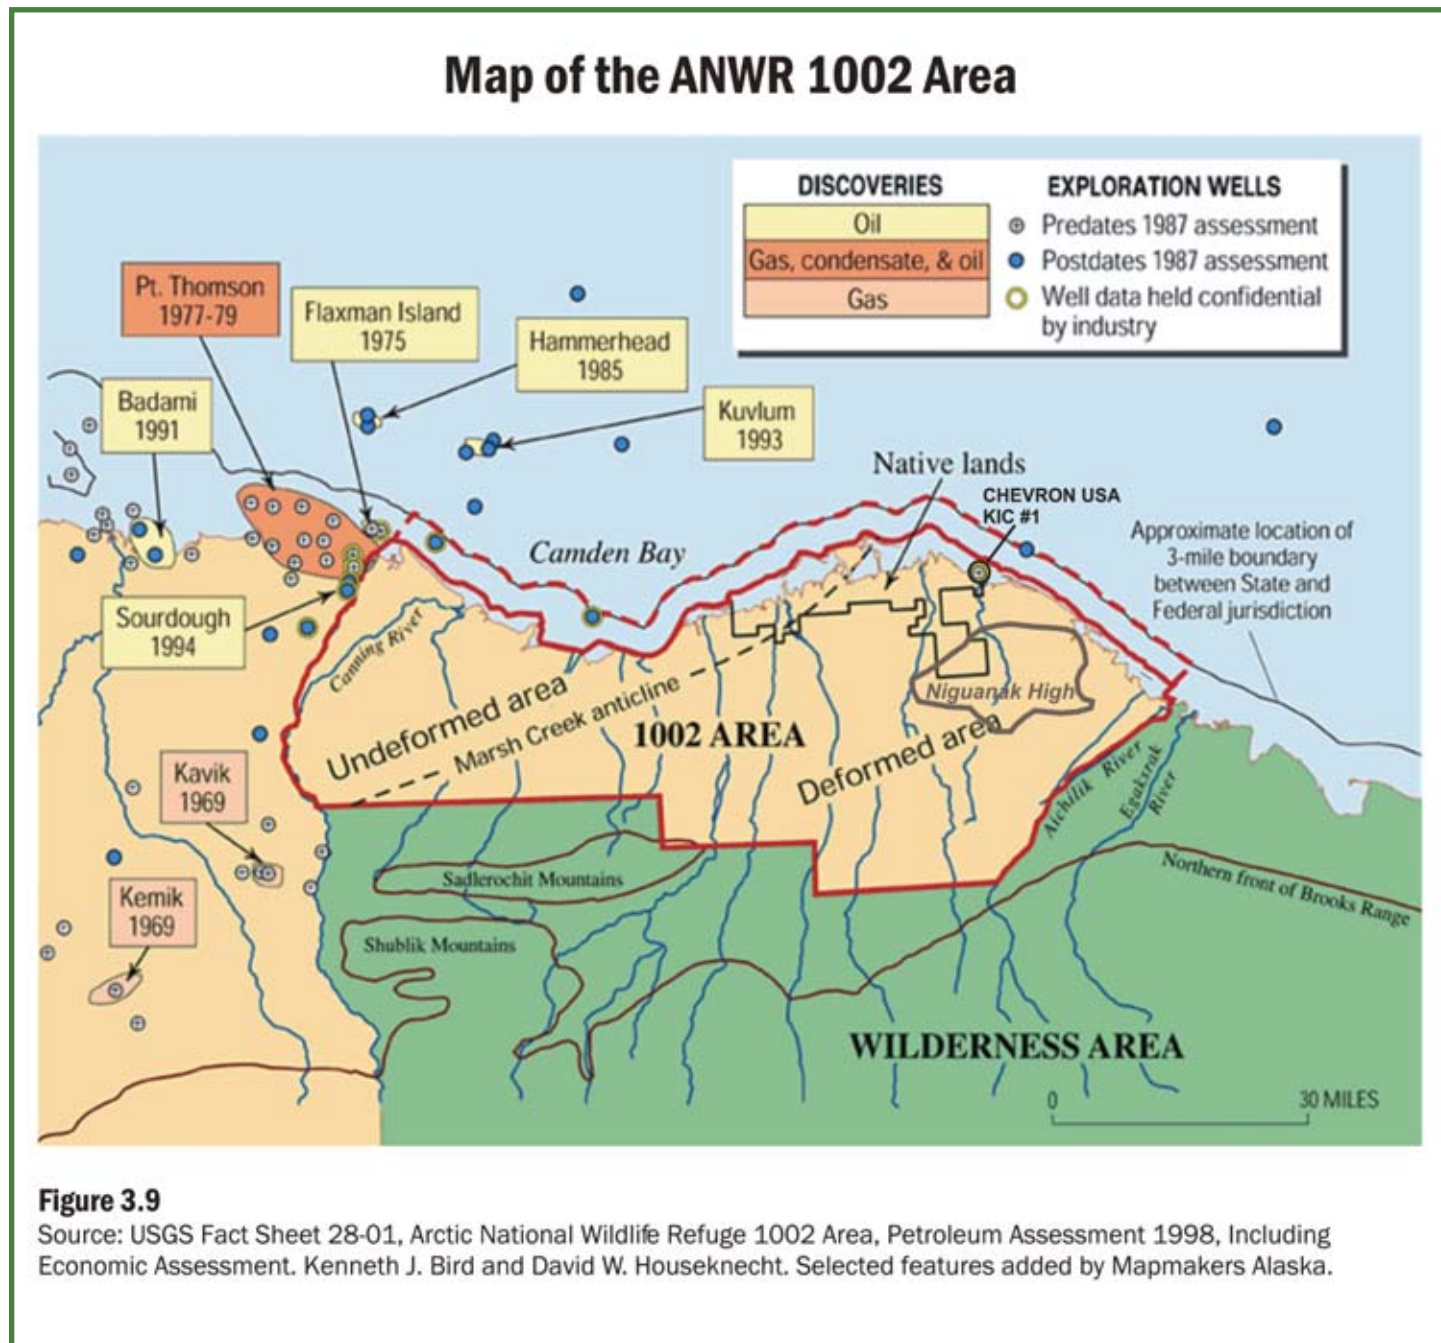 Map of the ANWR 1002 Area
DISCOVERIES
Oil
Gas, condensate, & oil
Gas
EXPLORATION WELLS
Predates 1987 assessment
Postdates 1987 assessment
Well data held confidential
by industry
Pt. Thomson
1977-79
Flaxman Island
1975
Hammerhead
1985
Badami
1991
Kuvlum
1993
Native lands
CHEVRON USA
KIC #1
Approximate location of
3-mile boundary
between State and
Federal jurisdiction
Camden Bay
Sourdough
1994
Canning River
Undeformed area
Marsh Creek anticline
1002 AREA
Niguanak High
Deformed area
Aichilik River
Egaksrak
River
Kavik
1969
Kemik
1969
Sadlerochit Mountains
Shublik Mountains
Northern front of Brooks Range
WILDERNESS AREA
0 30 MILES
Figure 3.9
Source: USGS Fact Sheet 28-01, Arctic National Wildlife Refuge 1002 Area, Petroleum Assessment 1998, Including
Economic Assessment. Kenneth J. Bird and David W. Houseknecht. Selected features added by Mapmakers Alaska.